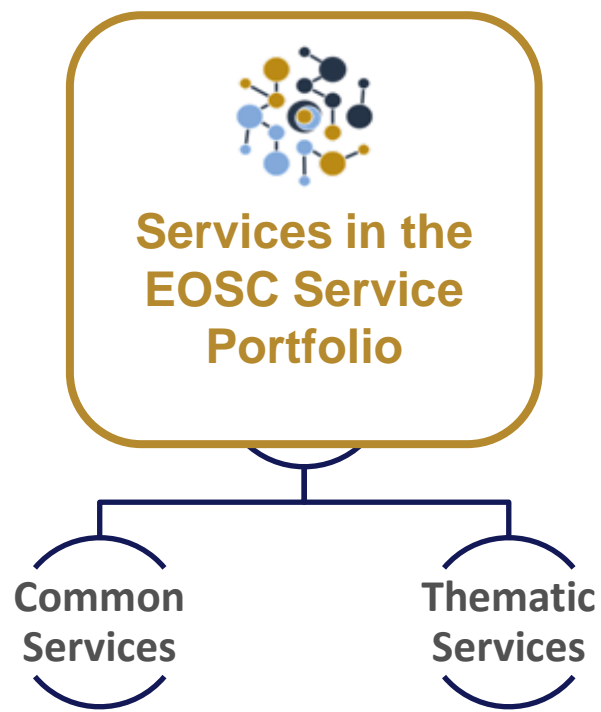 Services in the
EOSC Service
Portfolio
Common
Services
Thematic
Services